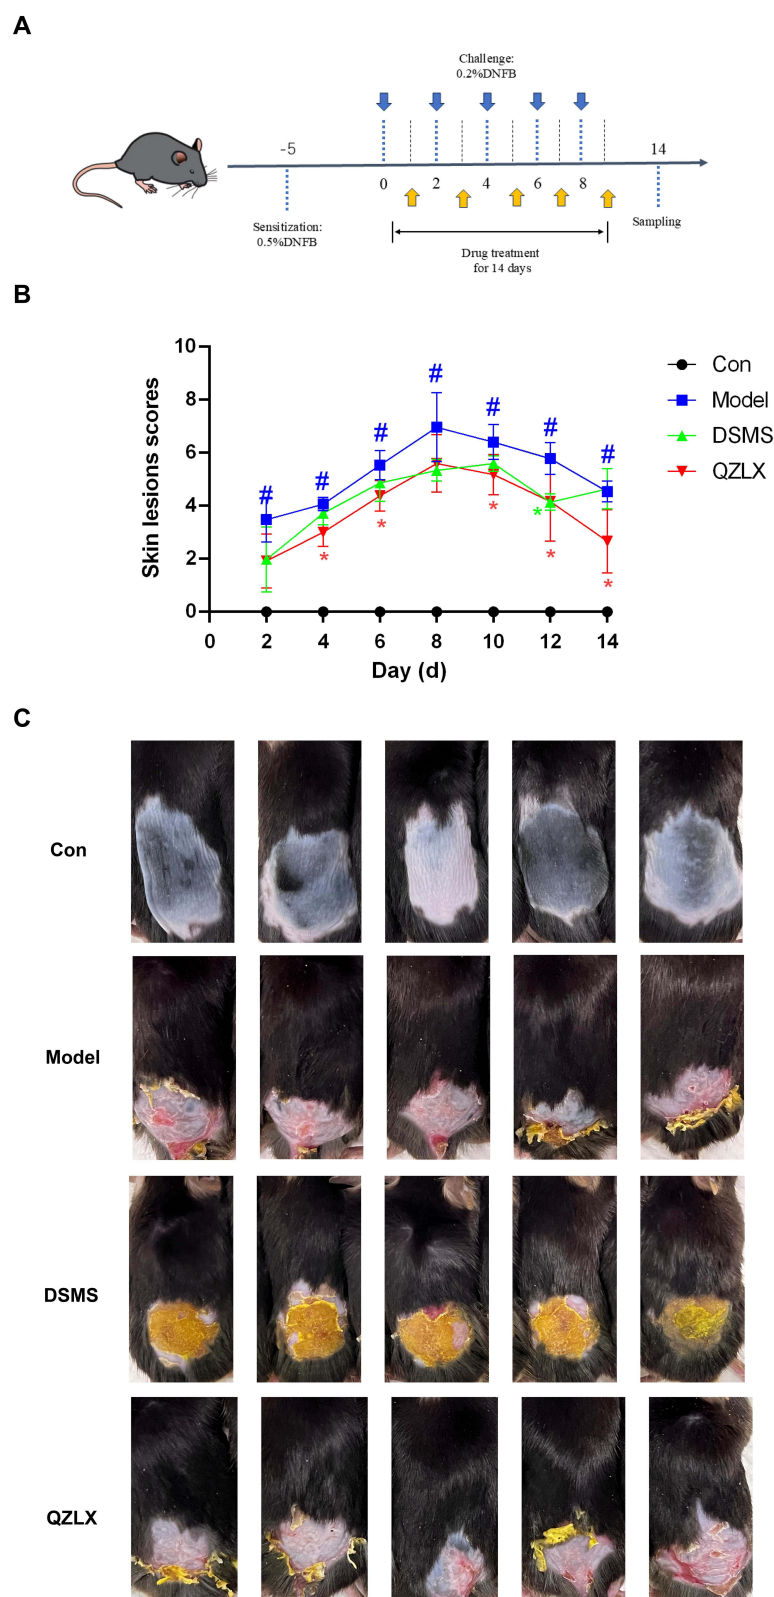 A
Challenge:
0.2%DNFB
-5
14
0 2 4 6 8
Sensitization:
0.5%DNFB
Sampling
Drug treatment
for 14 days
B
Skin lesions scores
10
8
6
4
2
0
# # # # # # #
* * * * * *
0 2 4 6 8 10 12 14
Day (d)
Con
Model
DSMS
QZLX
C
Con
Model
DSMS
QZLX